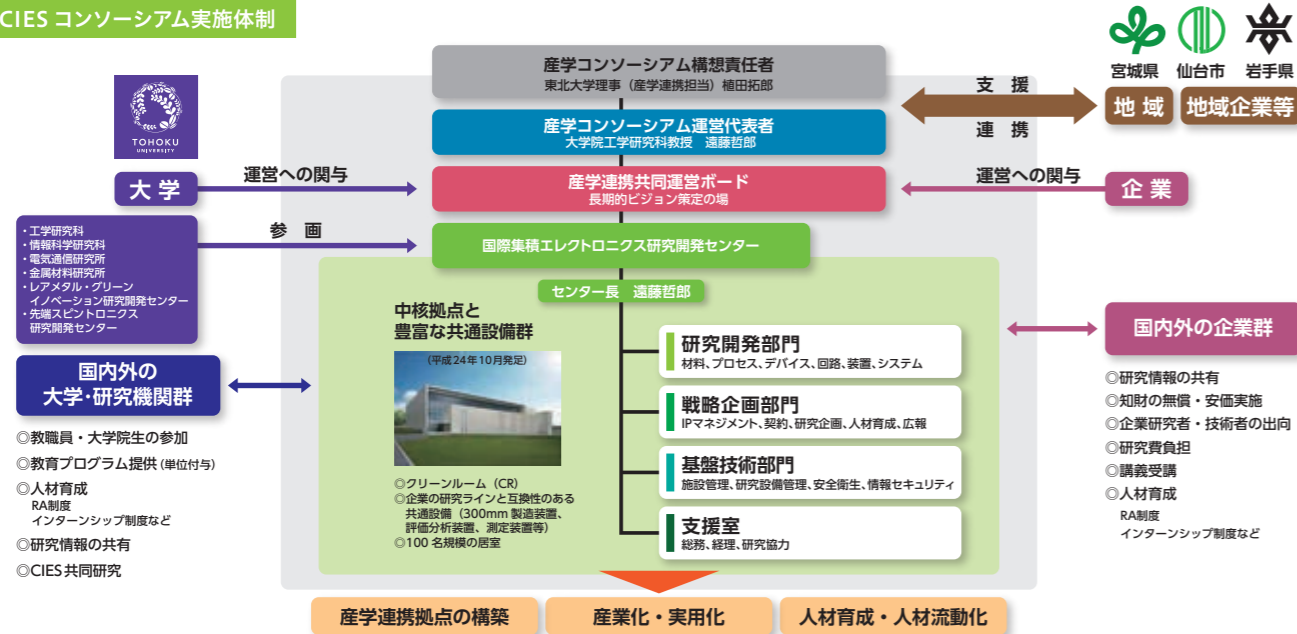 CIES コンソーシアム実施体制
宮城県
仙台市
岩手県
産学コンソーシアム構想責任者
東北大学理事（産学連携担当）植田拓郎
支　援
連　携
地 域
地域企業等
TOHOKU
UNIVERSITY
産学コンソーシアム運営代表者
大学院工学研究科教授　遠藤哲郎
大 学
運営への関与
産学連携共同運営ボード
長期的ビジョン策定の場
運営への関与
企 業
・工学研究科
・情報科学研究科
・電気通信研究所
・金属材料研究所
・レアメタル・グリーン
イノベーション研究開発センター
・先端スピントロニクス
研究開発センター
参　画
国際集積エレクトロニクス研究開発センター
センター長　遠藤哲郎
国内外の
大学・研究機関群
◎教職員・大学院生の参加
◎教育プログラム提供（単位付与）
◎人材育成
RA制度
インターンシップ制度など
◎研究情報の共有
◎CIES共同研究
中核拠点と
豊富な共通設備群
（平成24年10月発足）
◎クリーンルーム（CR）
◎企業の研究ラインと互換性のある
共通設備（300mm 製造装置、
評価分析装置、測定装置等）
◎100 名規模の居室
研究開発部門
材料、プロセス、デバイス、回路、装置、システム
戦略企画部門
IPマネジメント、契約、研究企画、人材育成、広報
基盤技術部門
施設管理、研究設備管理、安全衛生、情報セキュリティ
支援室
総務、経理、研究協力
国内外の企業群
◎研究情報の共有
◎知財の無償・安価実施
◎企業研究者・技術者の出向
◎研究費負担
◎講義受講
◎人材育成
RA制度
インターンシップ制度など
産学連携拠点の構築
産業化・実用化
人材育成・人材流動化